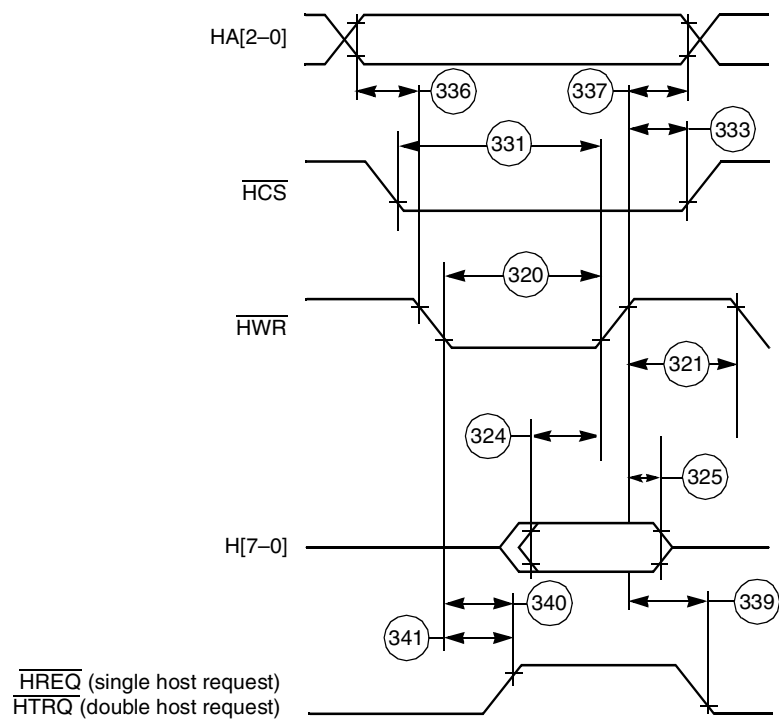 HA[2–0]
336
337
333
331
HCS
320
HWR
321
324
325
H[7–0]
340
339
341
HREQ (single host request)
HTRQ (double host request)